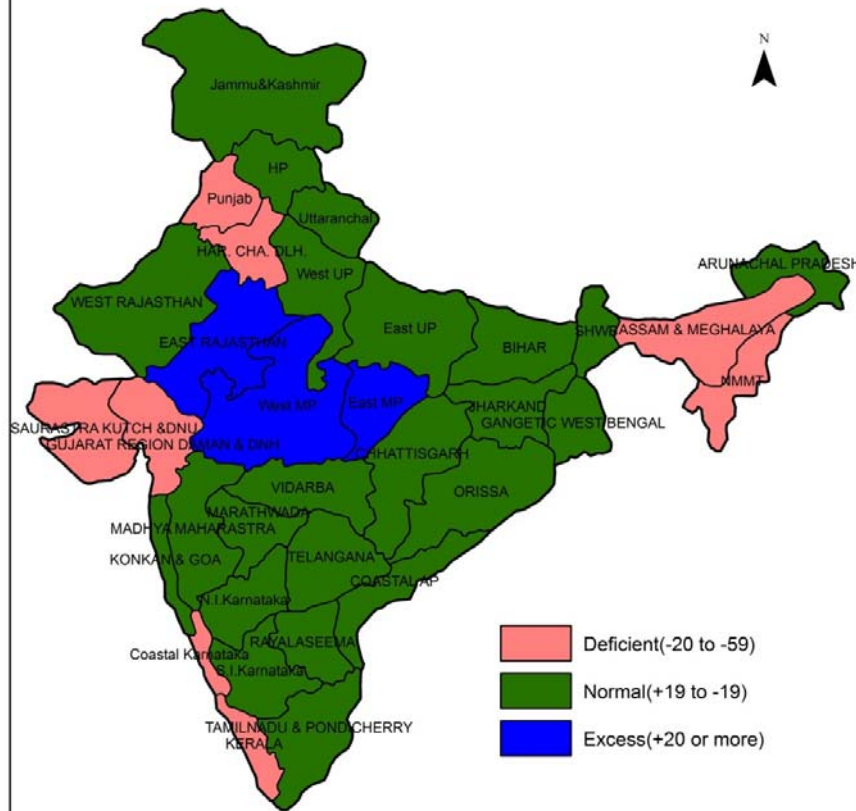 N
Jammu&Kashmir
HP
Punjab
Uttaranchal
HAR. CHA. DLH.
West UP
ARUNACHAL PRADESH
WEST RAJASTHAN
East UP
EAST RAJASTHAN
BIHAR
SHWB
ASSAM & MEGHALAYA
NMMT
West MP
East MP
JHARKAND
GANGETIC WEST BENGAL
SAURASTRA KUTCH &DNU
GUJARAT REGION DAMAN & DNH
CHHATTISGARH
VIDARBA
ORISSA
MARATHWADA
MADHYA MAHARASTRA
KONKAN & GOA
TELANGANA
COASTAL AP
N.I.Karnataka
RAYALASEEMA
Coastal Karnataka
S.I.Karnataka
TAMILNADU & PONDICHERRY
KERALA
Deficient(-20 to -59)
Normal(+19 to -19)
Excess(+20 or more)